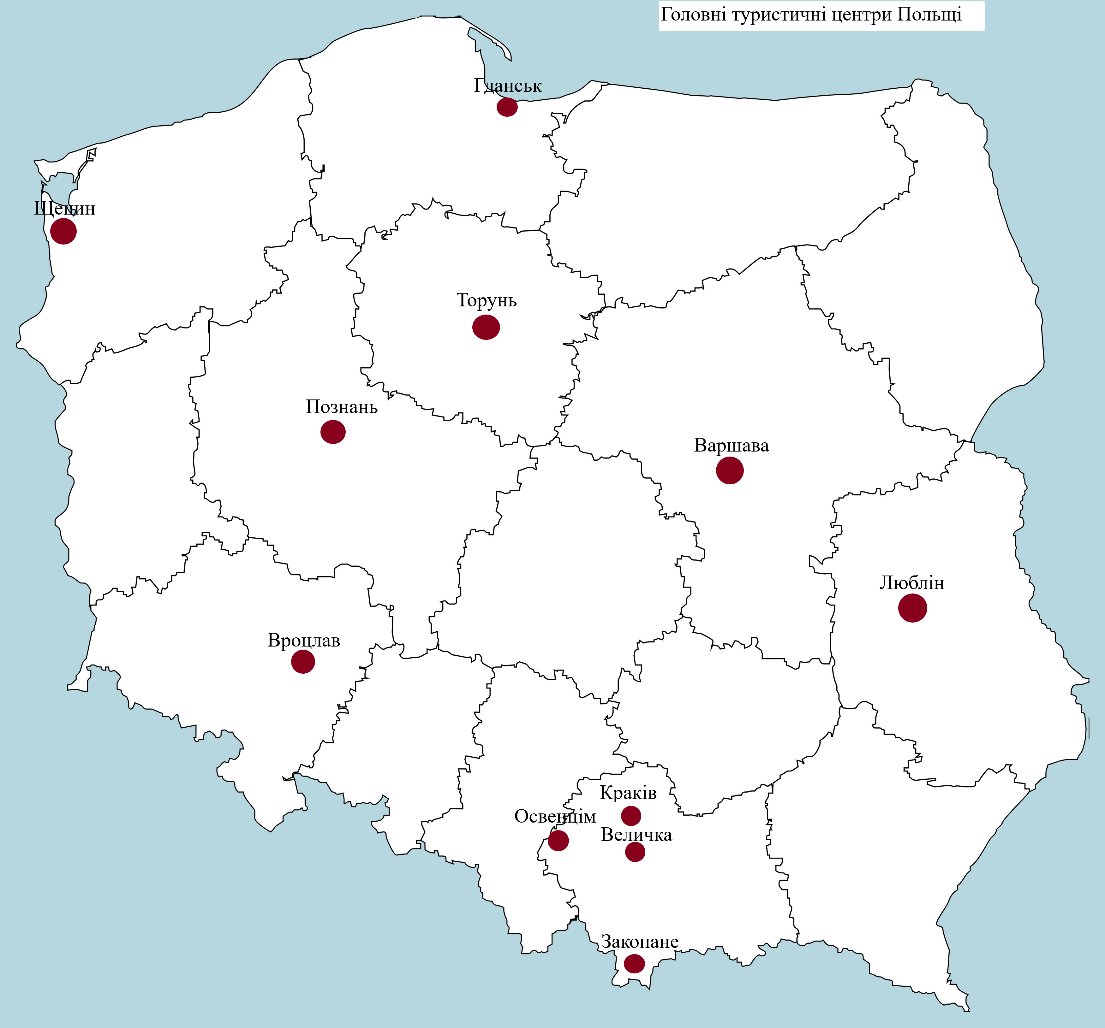 Головні туристичні центри Польщі
Гданськ
Щецин
Торунь
Познань
Варшава
Люблін
Вроцлав
Краків
Освенцім
Величка
Закопане